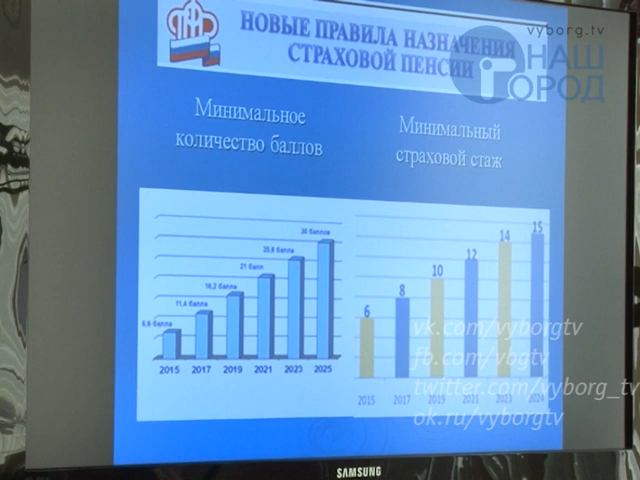 vyborg.tv
НАШ
ГОРОД
НОВЫЕ ПРАВИЛА НАЗНАЧЕНИЯ
СТРАХОВОЙ ПЕНСИИ
Минимальное
количество баллов
Минимальный
страховой стаж
6,6 балла
11,4 балла
16,2 балла
21 балл
25,8 балла
30 баллов
2015 2017 2019 2021 2023 2025
6 8 10 12 14 15
2015 2017 2019 2021 2023 2024
vk.com/vyborgtv
fb.com/vbgtv
twitter.com/vyborg_tv
ok.ru/vyborgtv
SAMSUNG